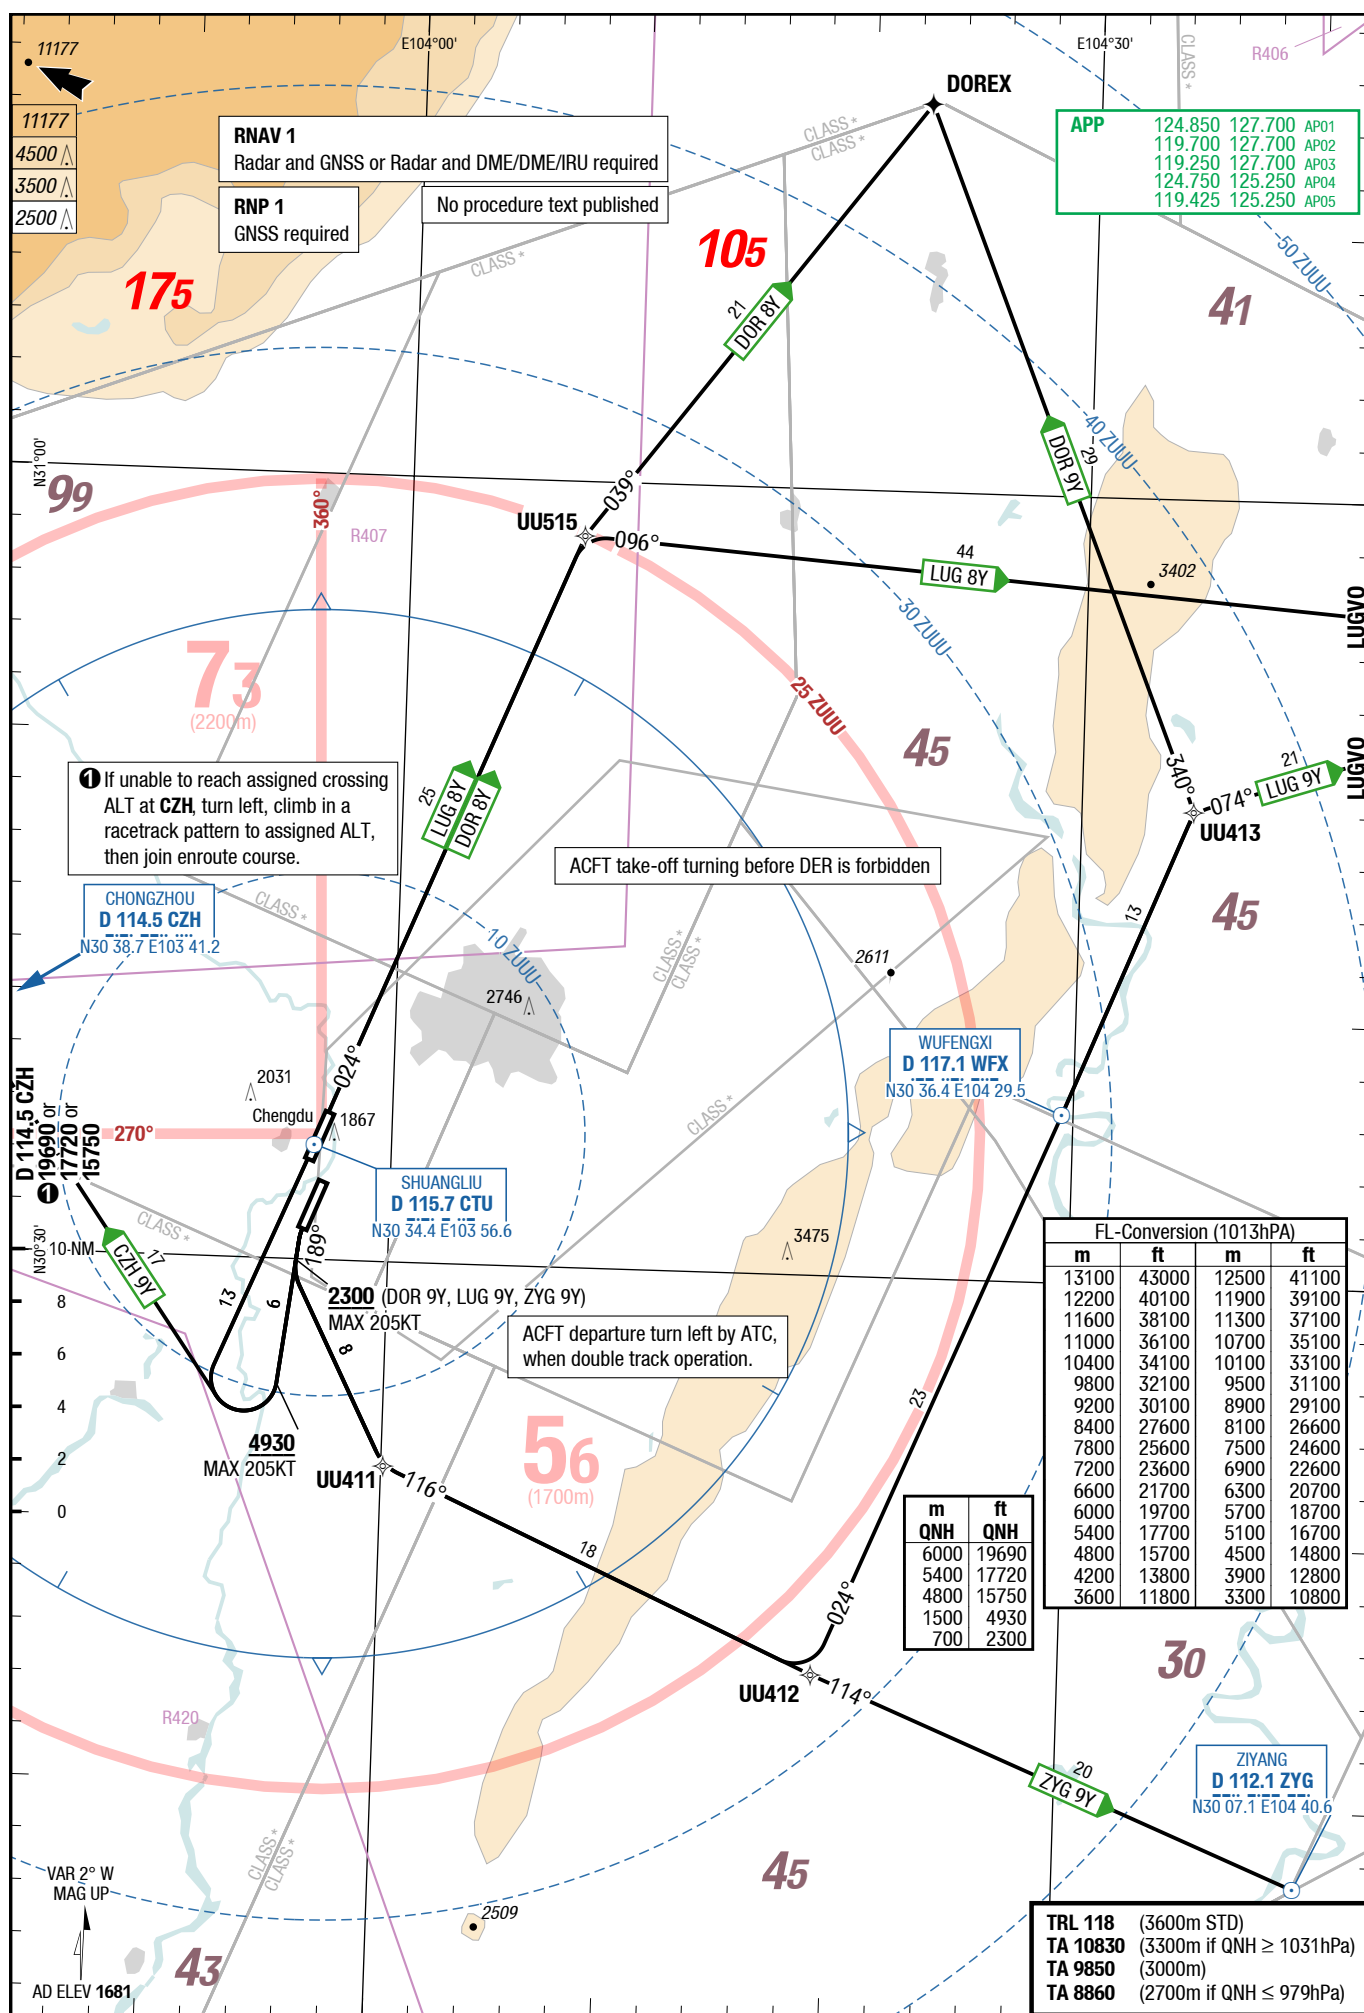 11177
E104°00'
E104°30'
CLASS *
R406
DOREX
11177
4500
3500
2500
RNAV 1
Radar and GNSS or Radar and DME/DME/IRU required
RNP 1
GNSS required
No procedure text published
CLASS *
CLASS *
CLASS *
APP 124.850 127.700 AP01
119.700 127.700 AP02
119.250 127.700 AP03
124.750 125.250 AP04
119.425 125.250 AP05
50 ZUUU
175
105
41
21
DOR 8Y
DOR 9Y
29
40 ZUUU
N31°00'
99
360°
R407
039°
UU515
096°
44
LUG 8Y
3402
30 ZUUU
LUGVO
73
(2200m)
25 ZUUU
45
340°
074°
21
LUG 9Y
LUGVO
UU413
25
LUG 8Y
DOR 8Y
1 If unable to reach assigned crossing
ALT at CZH, turn left, climb in a
racetrack pattern to assigned ALT,
then join enroute course.
ACFT take-off turning before DER is forbidden
CHONGZHOU
D 114.5 CZH
N30 38.7 E103 41.2
CLASS *
10 ZUUU
CLASS *
CLASS *
2611
13
45
2746
WUFENGXI
D 117.1 WFX
N30 36.4 E104 29.5
024°
2031
Chengdu
1867
CLASS *
D 114.5 CZH
1 19690 or
17720 or
15750
270°
SHUANGLIU
D 115.7 CTU
N30 34.4 E103 56.6
CLASS *
189°
3475
N30°30'
10-NM
8
6
4
2
0
17
CZH 9Y
13
6
8
2300 (DOR 9Y, LUG 9Y, ZYG 9Y)
MAX 205KT
ACFT departure turn left by ATC,
when double track operation.
FL-Conversion (1013hPA)
m ft m ft
13100 43000 12500 41100
12200 40100 11900 39100
11600 38100 11300 37100
11000 36100 10700 35100
10400 34100 10100 33100
9800 32100 9500 31100
9200 30100 8900 29100
8400 27600 8100 26600
7800 25600 7500 24600
7200 23600 6900 22600
6600 21700 6300 20700
6000 19700 5700 18700
5400 17700 5100 16700
4800 15700 4500 14800
4200 13800 3900 12800
3600 11800 3300 10800
23
4930
MAX 205KT
UU411
116°
56
(1700m)
18
m ft
QNH QNH
6000 19690
5400 17720
4800 15750
1500 4930
700 2300
024°
30
UU412
114°
R420
20
ZYG 9Y
ZIYANG
D 112.1 ZYG
N30 07.1 E104 40.6
CLASS *
CLASS *
45
VAR 2° W
MAG UP
2509
43
AD ELEV 1681
TRL 118 (3600m STD)
TA 10830 (3300m if QNH ≥ 1031hPa)
TA 9850 (3000m)
TA 8860 (2700m if QNH ≤ 979hPa)